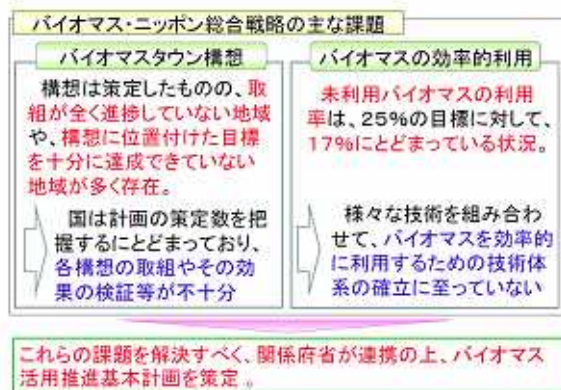 バイオマス・ニッポン総合戦略の主な課題
バイオマスタウン構想
構想は策定したものの、取
組が全く進捗していない地域
や、構想に位置付けた目標
を十分に達成できていない
地域が多く存在。
国は計画の策定数を把
握するにとどまっており、
各構想の取組やその効
果の検証等が不十分
バイオマスの効率的利用
未利用バイオマスの利用
率は、25%の目標に対して、
17%にとどまっている状況。
様々な技術を組み合わ
せて、バイオマスを効率的
に利用するための技術体
系の確立に至っていない
これらの課題を解決すべく、関係府省が連携の上、バイオマス
活用推進基本計画を策定 。